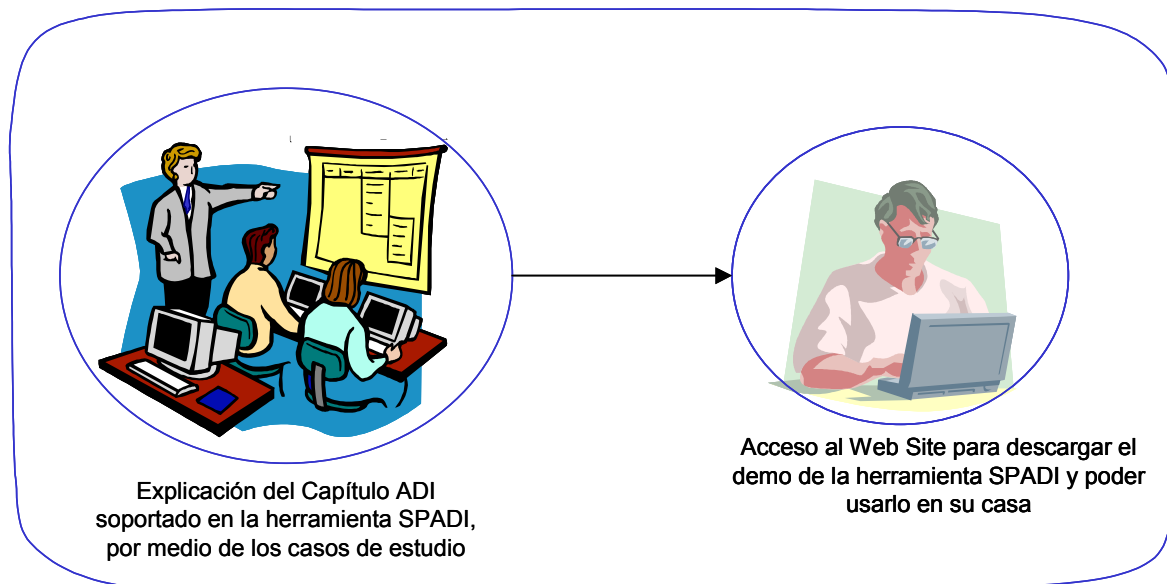 Explicación del Capítulo ADI
soportado en la herramienta SPADI,
por medio de los casos de estudio
Acceso al Web Site para descargar el
demo de la herramienta SPADI y poder
usarlo en su casa